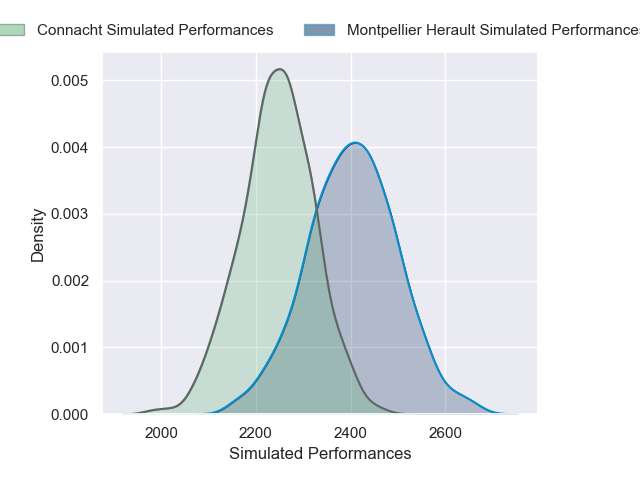 Connacht Simulated Performances
Montpellier Herault Simulated Performances
0.005
0.004
0.003
0.002
0.001
0.000
Density
2000 2200 2400 2600
Simulated Performances